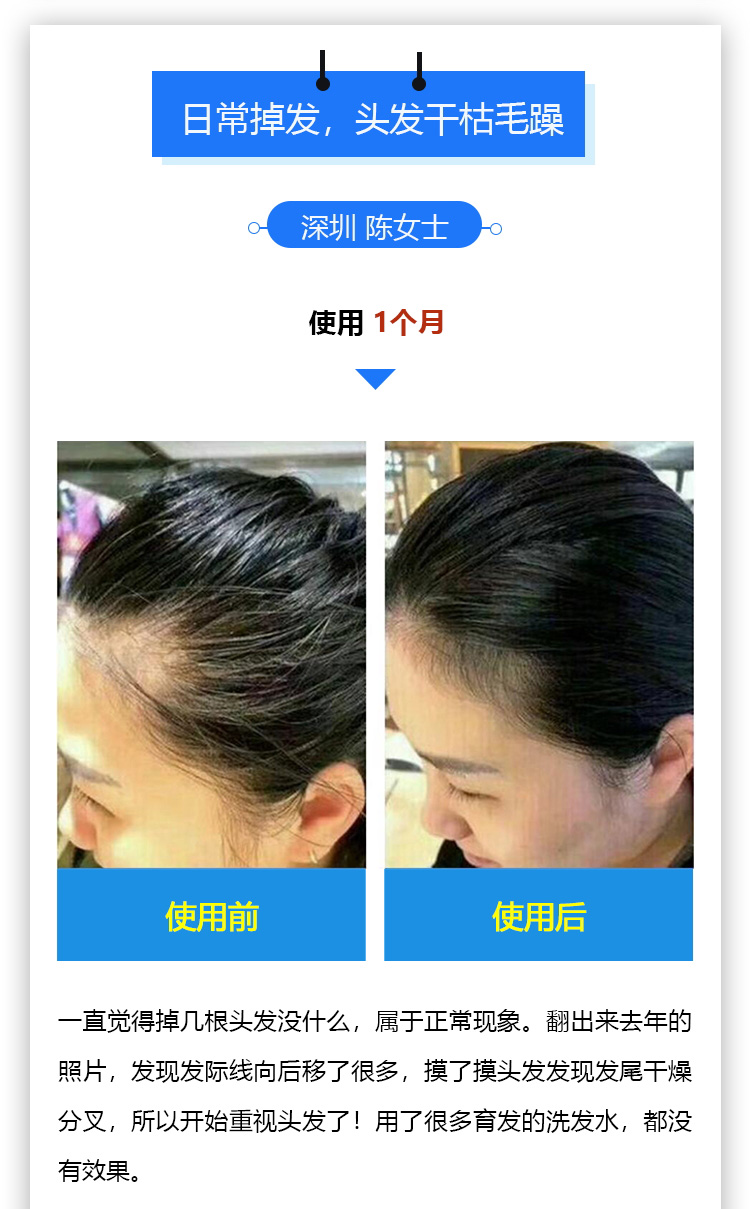 日常掉发，头发干枯毛躁
深圳 陈女士
使用 1个月
使用前
使用后
一直觉得掉几根头发没什么，属于正常现象。翻出来去年的
照片，发现发际线向后移了很多，摸了摸头发发现发尾干燥
分叉，所以开始重视头发了！用了很多育发的洗发水，都没
有效果。